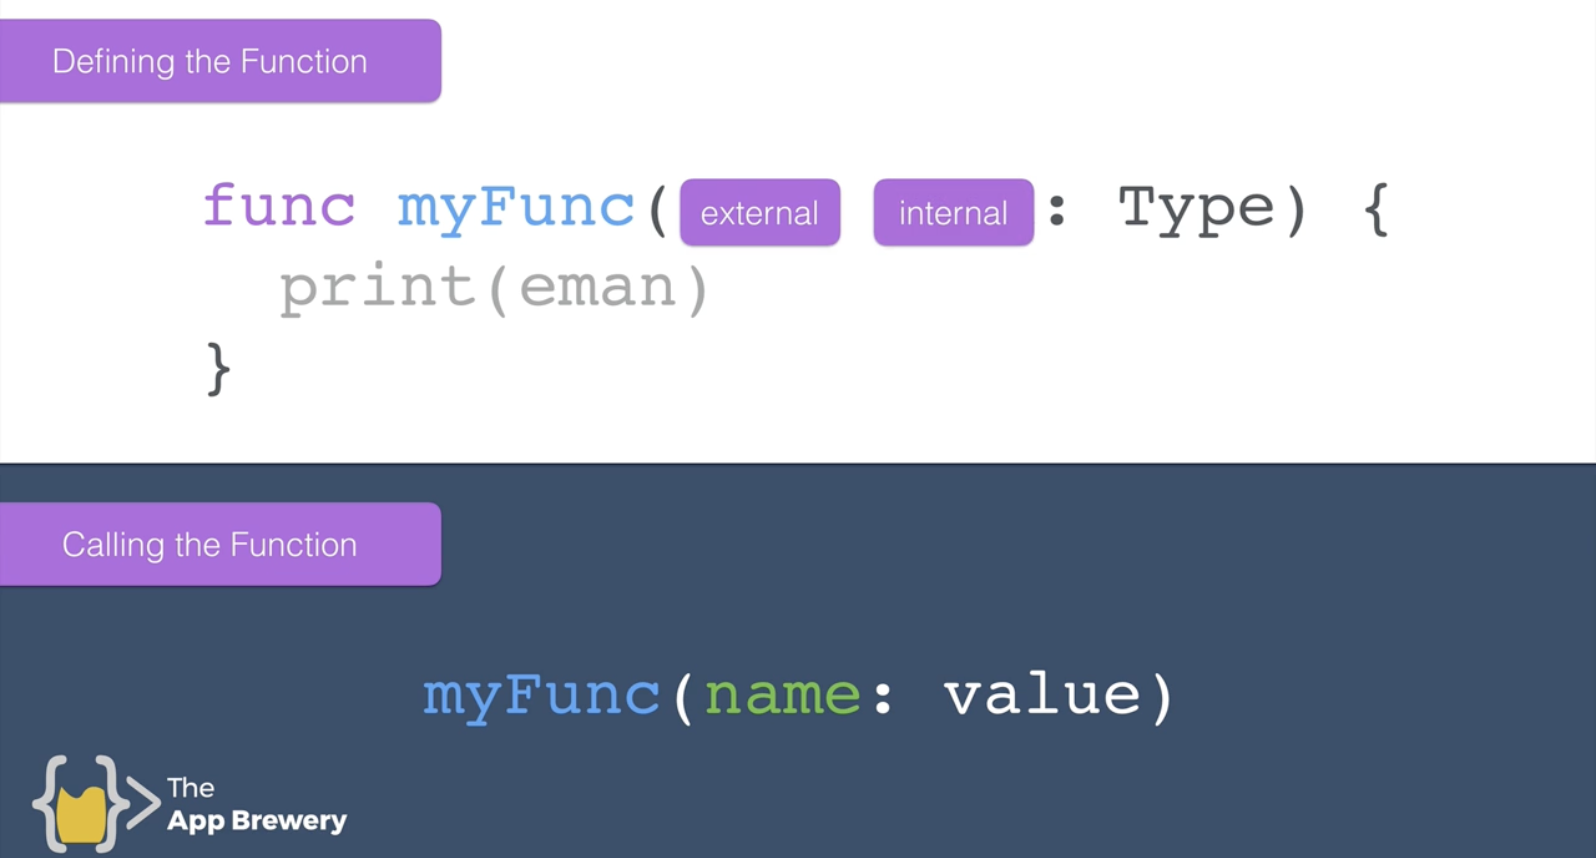 Defining the Function
func myFunc(external internal: Type) {
print(eman)
}
Calling the Function
myFunc(name: value)
The
App Brewery